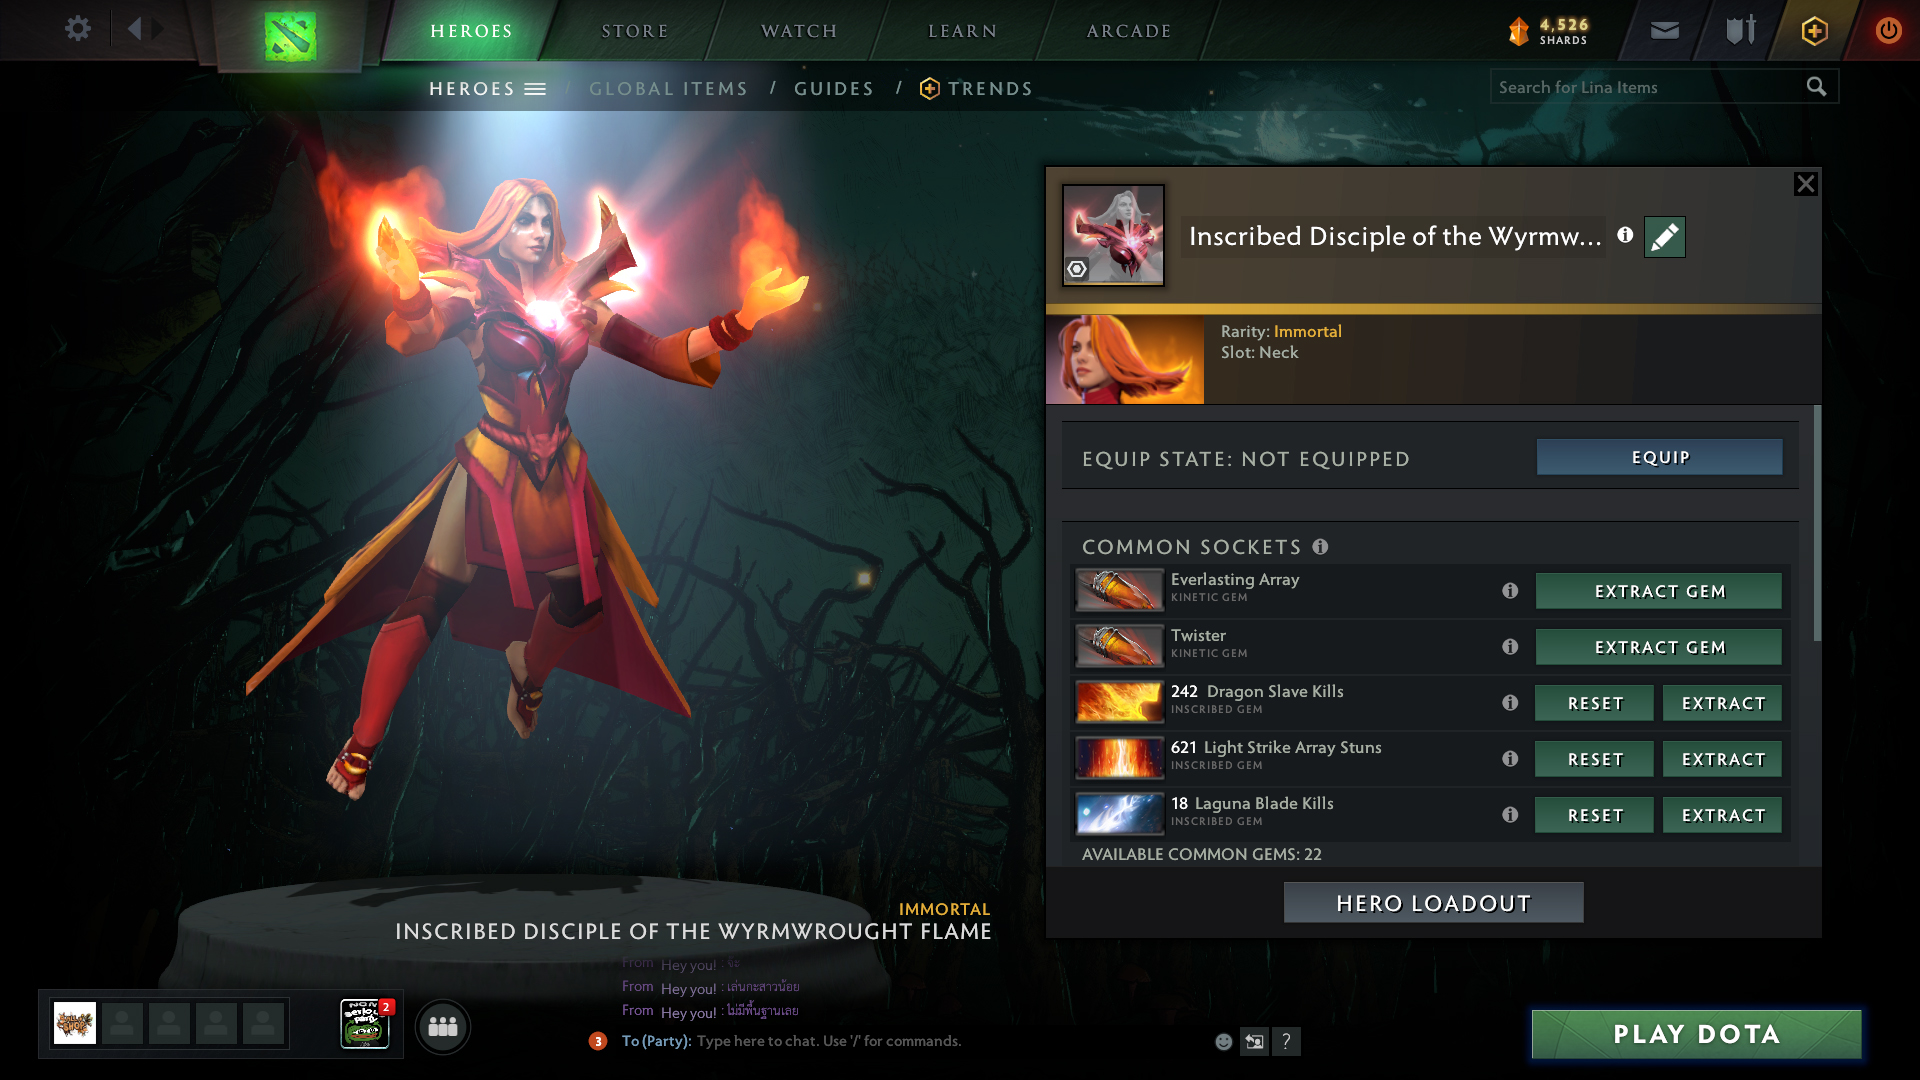 HEROES
STORE
WATCH
LEARN
ARCADE
4,526
SHARDS
HEROES / GLOBAL ITEMS / GUIDES / TRENDS
Search for Lina Items
Inscribed Disciple of the Wyrmw...
Rarity: Immortal
Slot: Neck
EQUIP STATE: NOT EQUIPPED
EQUIP
COMMON SOCKETS
Everlasting Array
KINETIC GEM
EXTRACT GEM
Twister
KINETIC GEM
EXTRACT GEM
242 Dragon Slave Kills
INSCRIBED GEM
RESET
EXTRACT
621 Light Strike Array Stuns
INSCRIBED GEM
RESET
EXTRACT
18 Laguna Blade Kills
INSCRIBED GEM
RESET
EXTRACT
AVAILABLE COMMON GEMS: 22
HERO LOADOUT
IMMORTAL
INSCRIBED DISCIPLE OF THE WYRMWROUGHT FLAME
From Hey you! : จ้ะ
From Hey you! : เล่นกะสาวน้อย
From Hey you! : ไม่มีพื้นฐานเลย
2
3
To (Party): Type here to chat. Use '/' for commands.
?
PLAY DOTA